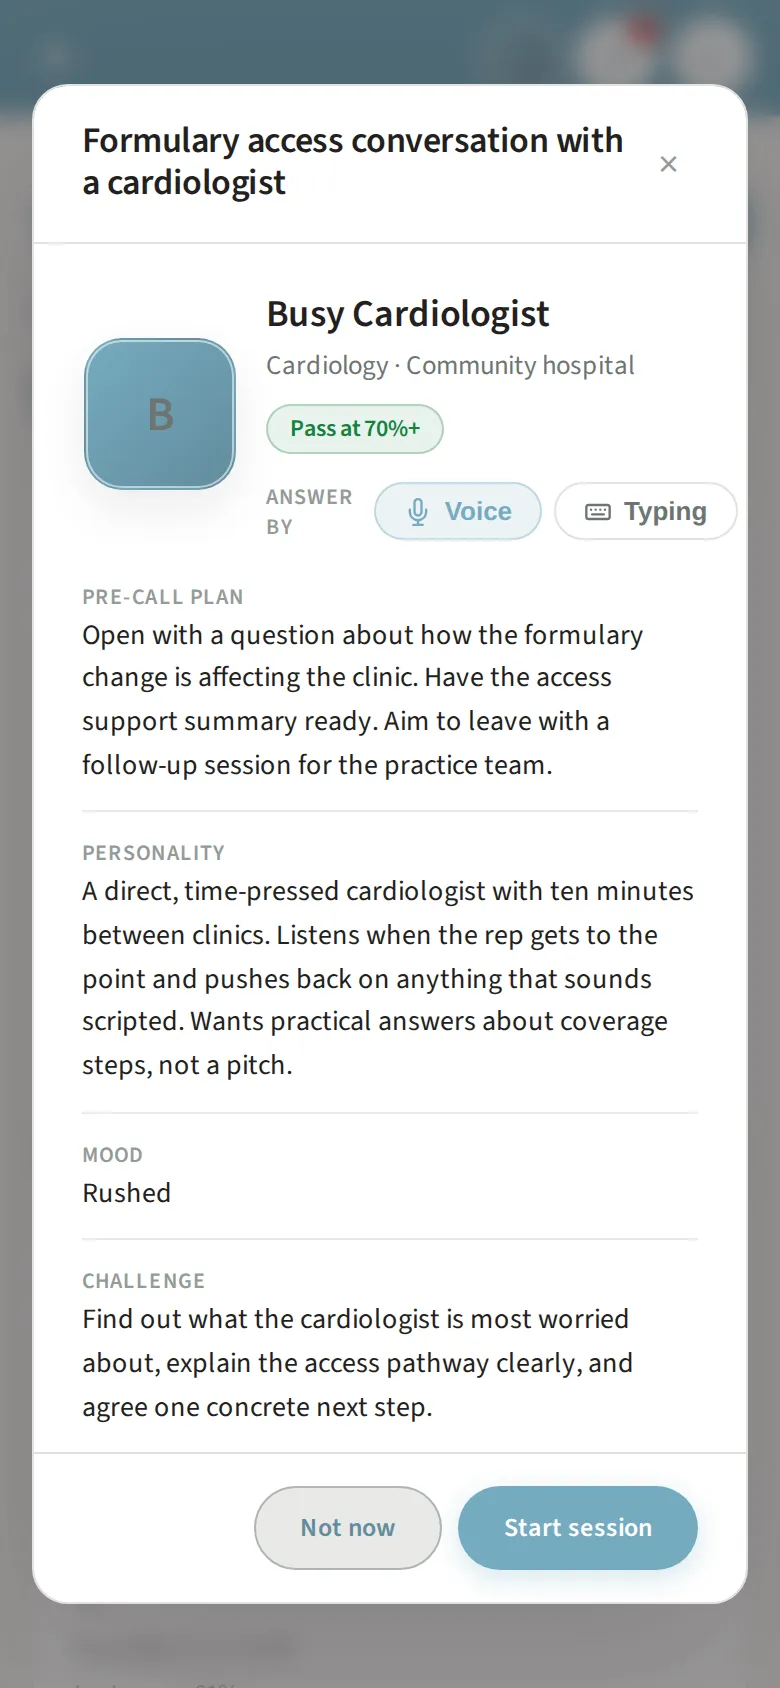 Formulary access conversation with
a cardiologist
×
Busy Cardiologist
B
Cardiology · Community hospital
Pass at 70%+
ANSWER
BY
Voice
Typing
PRE-CALL PLAN
Open with a question about how the formulary
change is affecting the clinic. Have the access
support summary ready. Aim to leave with a
follow-up session for the practice team.
PERSONALITY
A direct, time-pressed cardiologist with ten minutes
between clinics. Listens when the rep gets to the
point and pushes back on anything that sounds
scripted. Wants practical answers about coverage
steps, not a pitch.
MOOD
Rushed
CHALLENGE
Find out what the cardiologist is most worried
about, explain the access pathway clearly, and
agree one concrete next step.
Not now
Start session